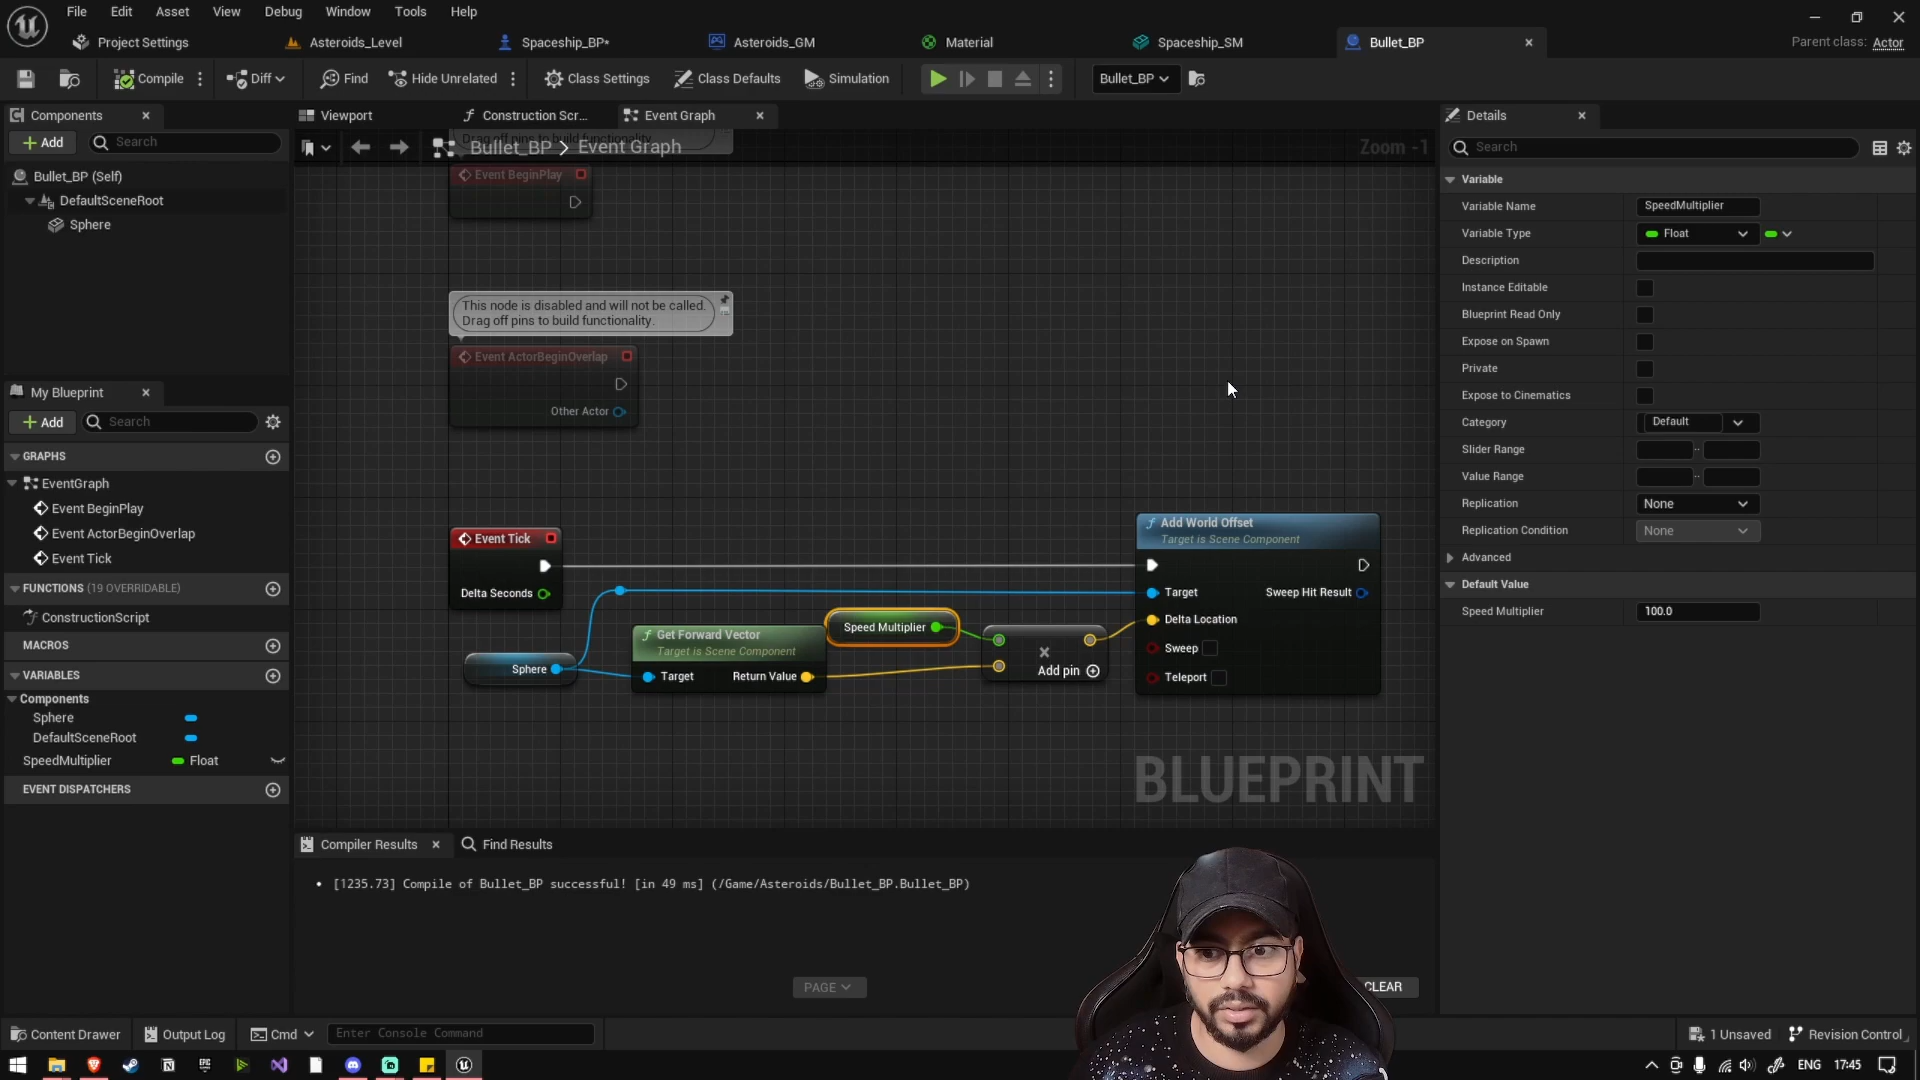 File Edit Asset View Debug Window Tools Help
Project Settings Asteroids_Level Spaceship_BP* Asteroids_GM Material Spaceship_SM Bullet_BP Parent class: Actor
Compile Diff Find Hide Unrelated Class Settings Class Defaults Simulation Bullet_BP
Components
Add Search
Bullet_BP (Self)
DefaultSceneRoot
Sphere
My Blueprint
Add Search
GRAPHS
EventGraph
Event BeginPlay
Event ActorBeginOverlap
Event Tick
FUNCTIONS (19 OVERRIDABLE)
ConstructionScript
MACROS
VARIABLES
Components
Sphere
DefaultSceneRoot
SpeedMultiplier Float
EVENT DISPATCHERS
Viewport Construction Scr... Event Graph
Drag off pins to build functionality.
Bullet_BP > Event Graph Zoom -1
Event BeginPlay
This node is disabled and will not be called.
Drag off pins to build functionality.
Event ActorBeginOverlap
Other Actor
Event Tick
Delta Seconds
Sphere
Get Forward Vector
Target is Scene Component
Target Return Value
Speed Multiplier
Add pin
Add World Offset
Target is Scene Component
Target Sweep Hit Result
Delta Location
Sweep
Teleport
BLUEPRINT
Compiler Results Find Results
[1235.73] Compile of Bullet_BP successful! [in 49 ms] (/Game/Asteroids/Bullet_BP.Bullet_BP)
PAGE CLEAR
Details
Search
Variable
Variable Name SpeedMultiplier
Variable Type Float
Description
Instance Editable
Blueprint Read Only
Expose on Spawn
Private
Expose to Cinematics
Category Default
Slider Range
Value Range
Replication None
Replication Condition None
Advanced
Default Value
Speed Multiplier 100.0
Content Drawer Output Log Cmd Enter Console Command 1 Unsaved Revision Control
ENG 17:45